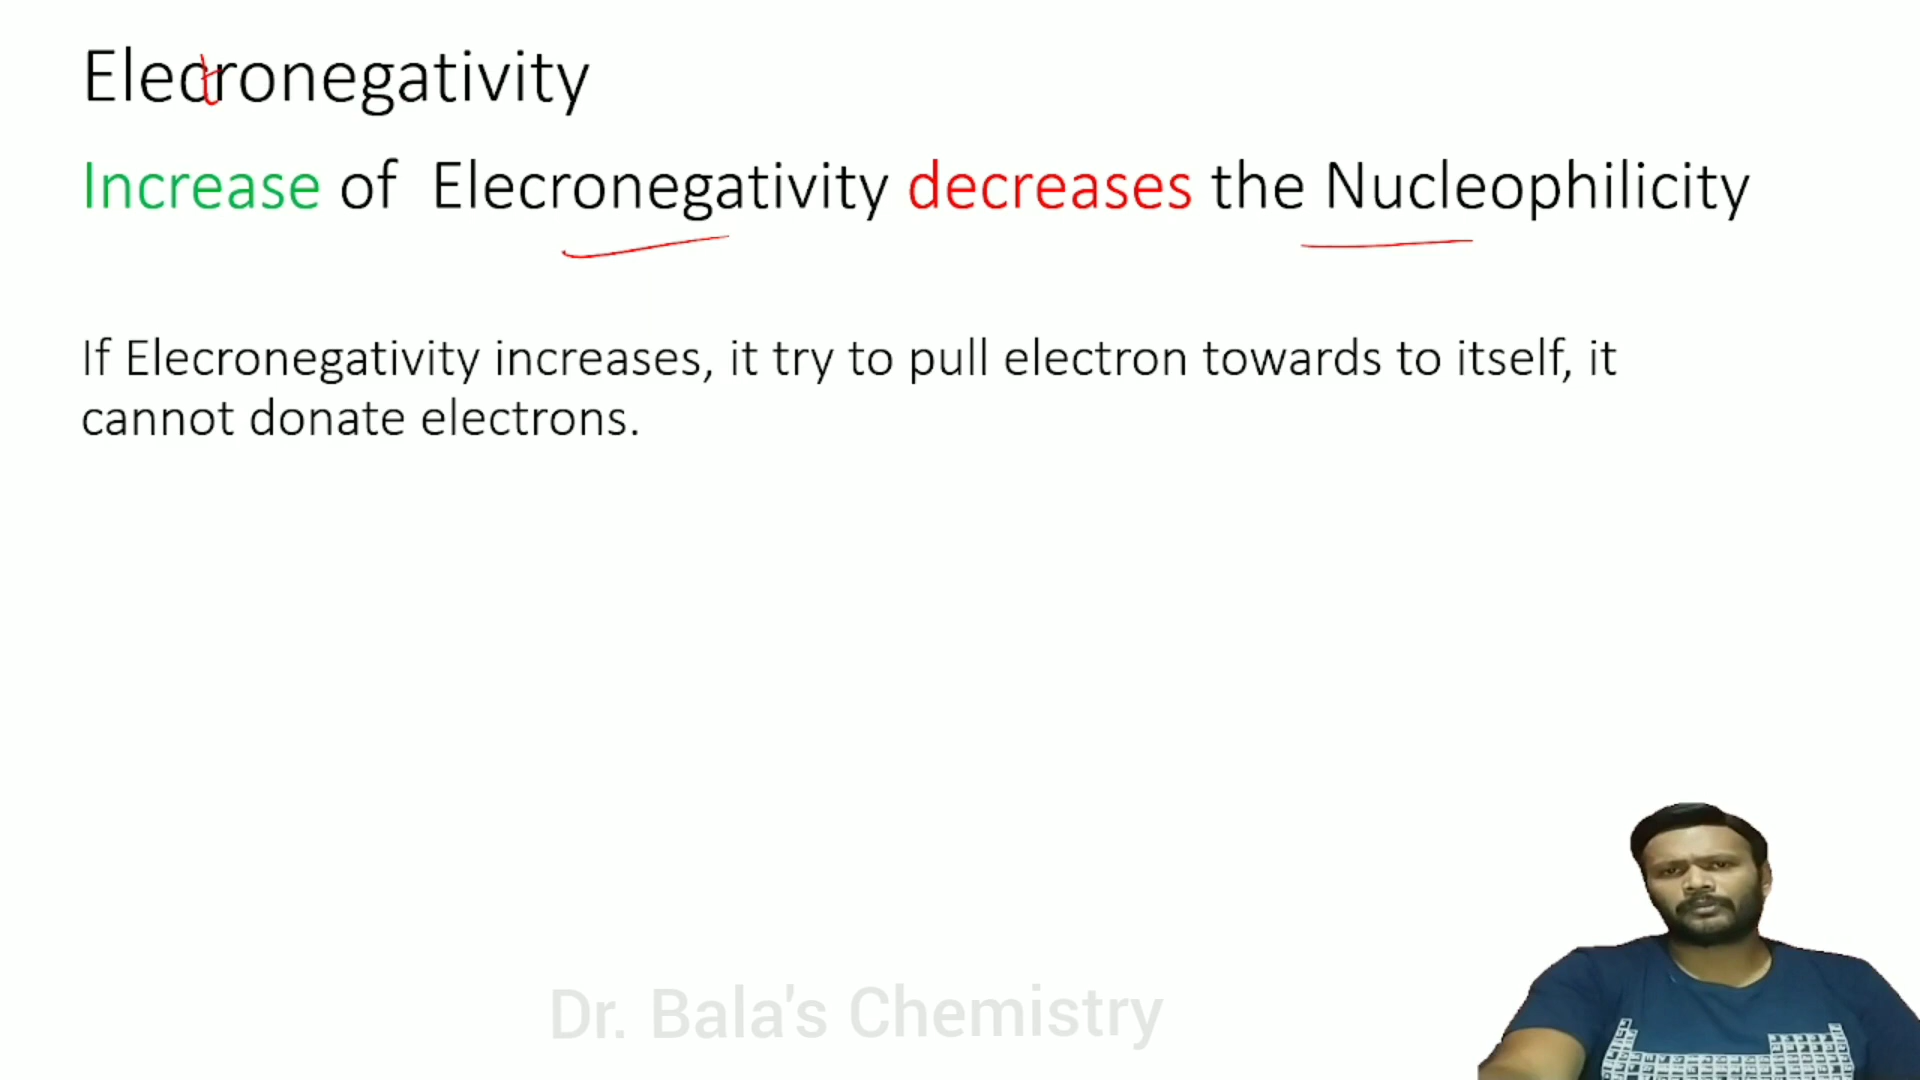 Elecronegativity
t
Increase of Elecronegativity decreases the Nucleophilicity
If Elecronegativity increases, it try to pull electron towards to itself, it
cannot donate electrons.
Dr. Bala's Chemistry